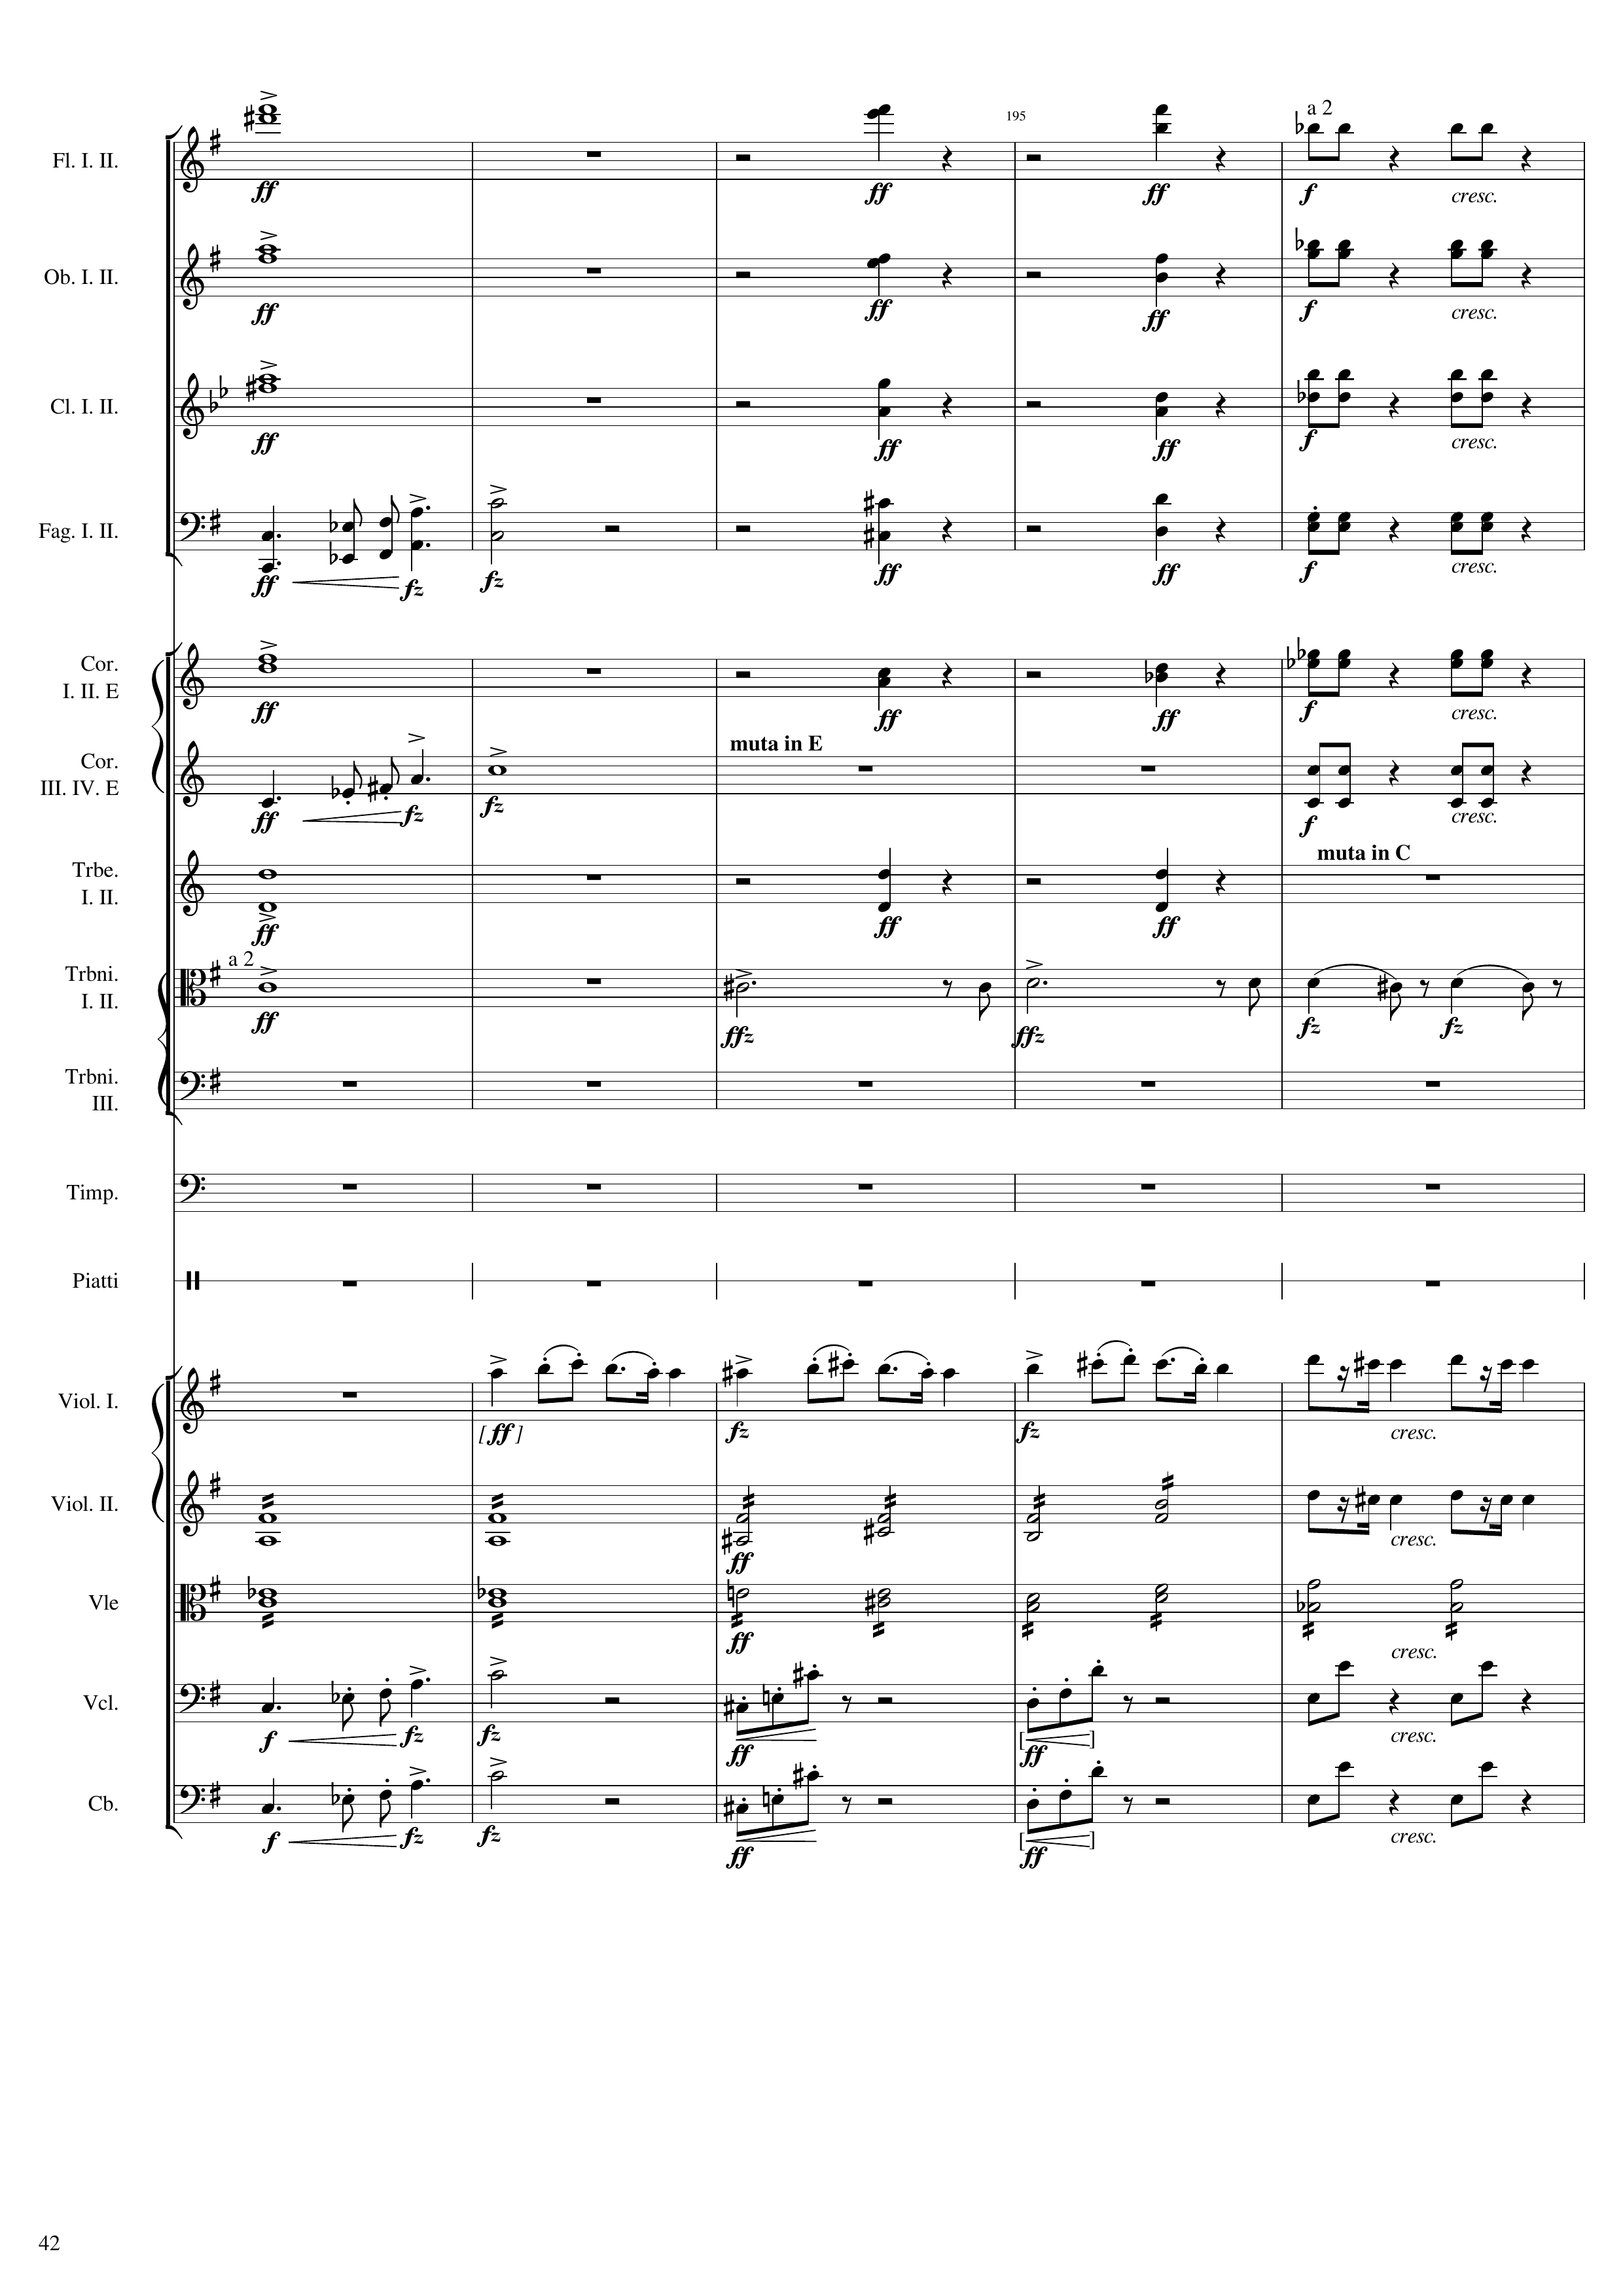 a 2
195
Fl. I. II.
ff
ff
ff
f
cresc.
Ob. I. II.
ff
ff
ff
f
cresc.
Cl. I. II.
ff
ff
ff
f
cresc.
Fag. I. II.
ff
fz
fz
ff
ff
f
cresc.
Cor.
I. II. E
ff
ff
ff
f
cresc.
muta in E
Cor.
III. IV. E
ff
fz
fz
f
cresc.
muta in C
Trbe.
I. II.
ff
ff
ff
a 2
Trbni.
I. II.
ff
ffz
ffz
fz
fz
Trbni.
III.
Timp.
Piatti
Viol. I.
[ ff ]
fz
fz
cresc.
Viol. II.
ff
cresc.
Vle
ff
cresc.
Vcl.
f
fz
fz
ff
[ ]
ff
cresc.
Cb.
f
fz
fz
ff
[ ]
ff
cresc.
42